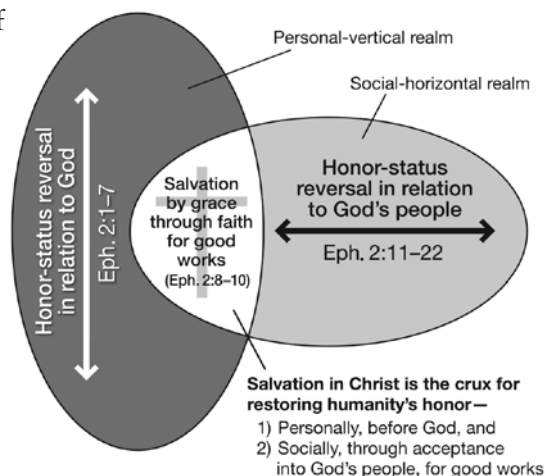 f
Personal-vertical realm
Social-horizontal realm
Honor-status reversal
in relation to God
Eph. 2:1–7
Salvation
by grace
through faith
for good
works
(Eph. 2:8–10)
Honor-status
reversal in relation
to God's people
Eph. 2:11–22
Salvation in Christ is the crux for
restoring humanity's honor—
1) Personally, before God, and
2) Socially, through acceptance
into God's people, for good works